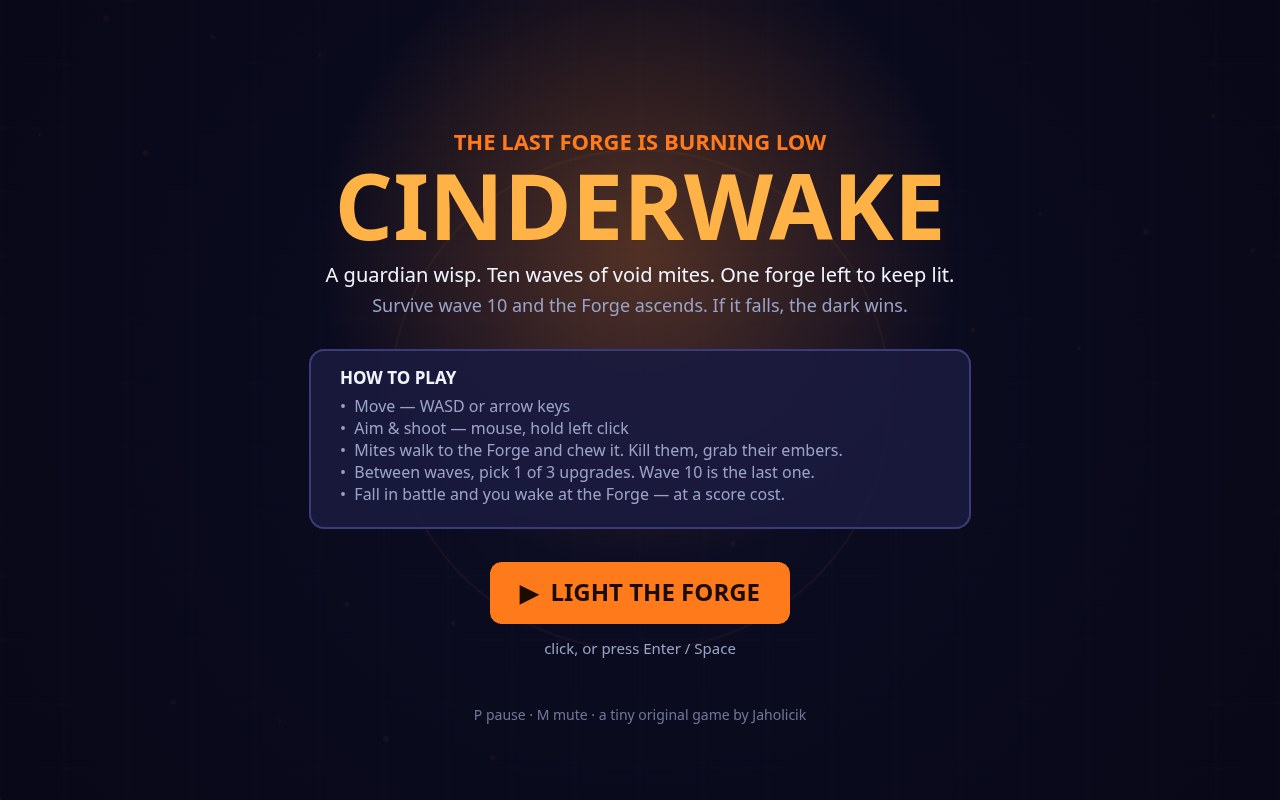 THE LAST FORGE IS BURNING LOW
CINDERWAKE
A guardian wisp. Ten waves of void mites. One forge left to keep lit.
Survive wave 10 and the Forge ascends. If it falls, the dark wins.
HOW TO PLAY
• Move — WASD or arrow keys
• Aim & shoot — mouse, hold left click
• Mites walk to the Forge and chew it. Kill them, grab their embers.
• Between waves, pick 1 of 3 upgrades. Wave 10 is the last one.
• Fall in battle and you wake at the Forge — at a score cost.
▶ LIGHT THE FORGE
click, or press Enter / Space
P pause · M mute · a tiny original game by Jaholicik